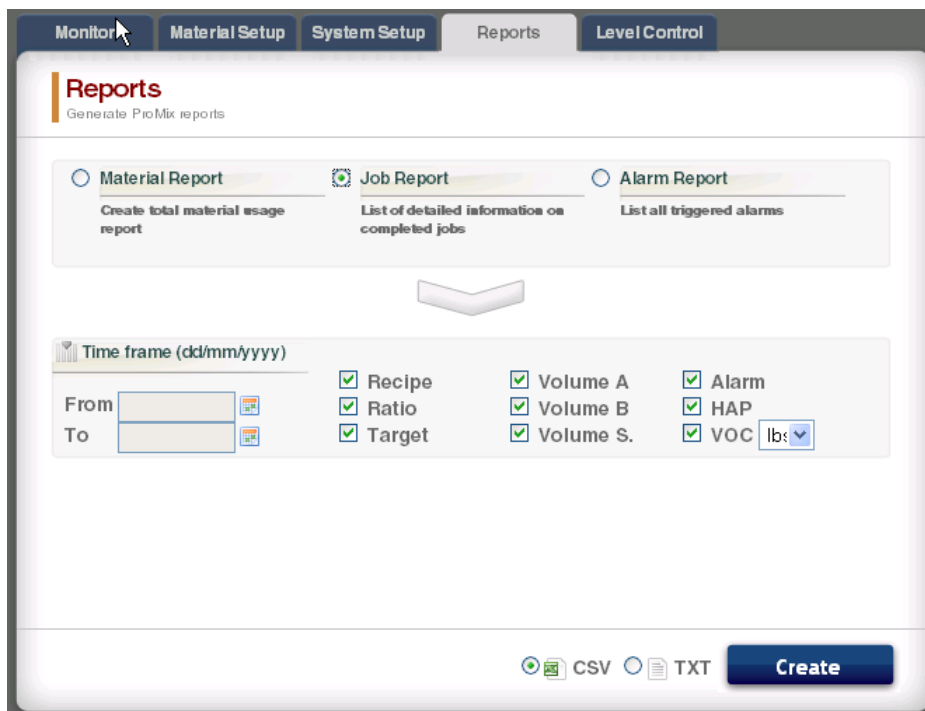 Monitor Material Setup System Setup Reports Level Control
Reports
Generate ProMix reports
Material Report Job Report Alarm Report
Create total material usage List of detailed information on List all triggered alarms
report completed jobs
Time frame (dd/mm/yyyy)
Recipe Volume A Alarm
From Ratio Volume B HAP
To Target Volume S. VOC lbs
CSV TXT Create